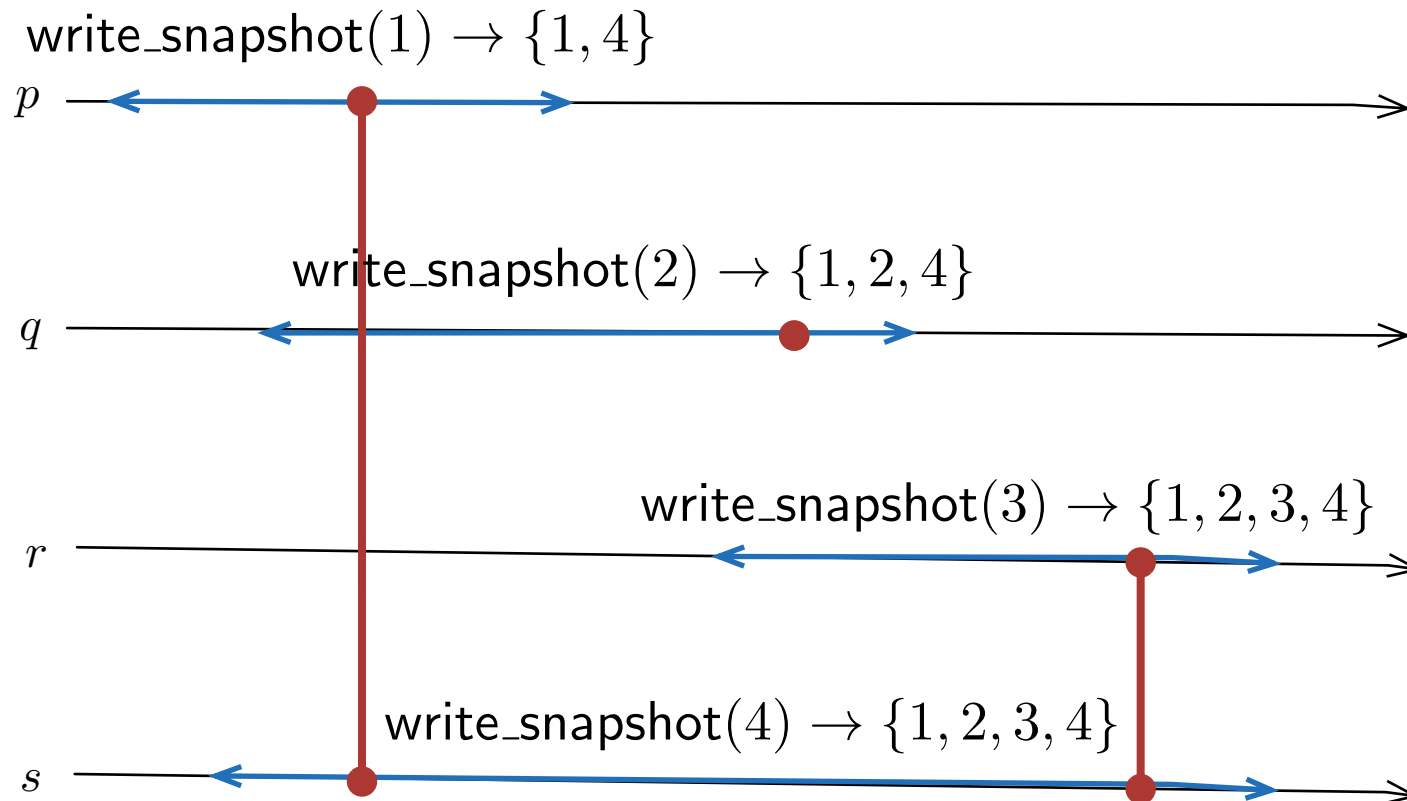 write_snapshot(1) → {1, 4}
p
write_snapshot(2) → {1, 2, 4}
q
write_snapshot(3) → {1, 2, 3, 4}
r
write_snapshot(4) → {1, 2, 3, 4}
s